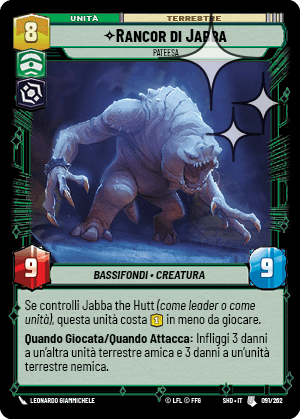 UNITÀ TERRESTRE
8
✧RANCOR DI JABBA
PATEESA
9
9
BASSIFONDI • CREATURA
Se controlli Jabba the Hutt (come leader o come
unità), questa unità costa 1 in meno da giocare.
Quando Giocata/Quando Attacca: Infliggi 3 danni
a un'altra unità terrestre amica e 3 danni a un'unità
terrestre nemica.
LEONARDO GIAMMICHELE © LFL © FFG SHD • IT 091/262